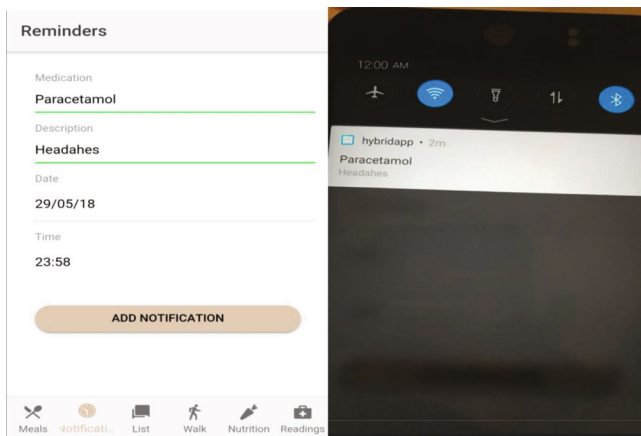 Reminders
Medication
Paracetamol
Description
Headahes
Date
29/05/18
Time
23:58
ADD NOTIFICATION
Meals
Notificati..
List
Walk
Nutrition
Readings
12:00 AM
hybridapp • 2m
Paracetamol
Headahes